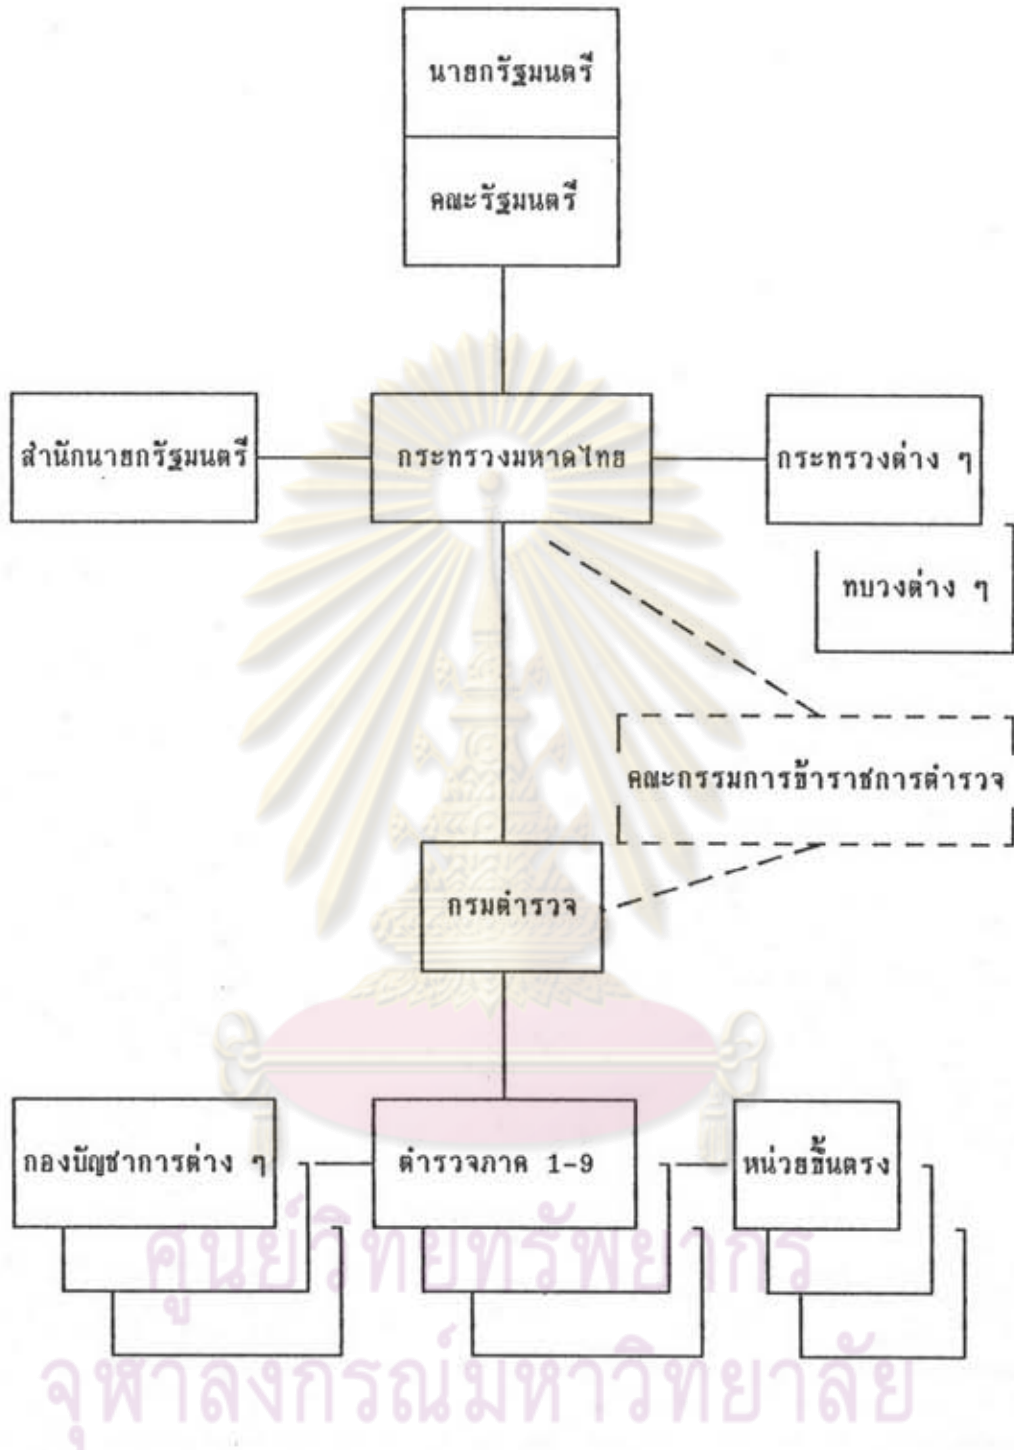 นายกรัฐมนตรี
คณะรัฐมนตรี
สำนักนายกรัฐมนตรี
กระทรวงมหาดไทย
กระทรวงต่าง ๆ
ทบวงต่าง ๆ
คณะกรรมการข้าราชการตำรวจ
กรมตำรวจ
กองบัญชาการต่าง ๆ
ตำรวจภาค 1-9
หน่วยขึ้นตรง
ศูนย์วิทยทรัพยากร
จุฬาลงกรณ์มหาวิทยาลัย